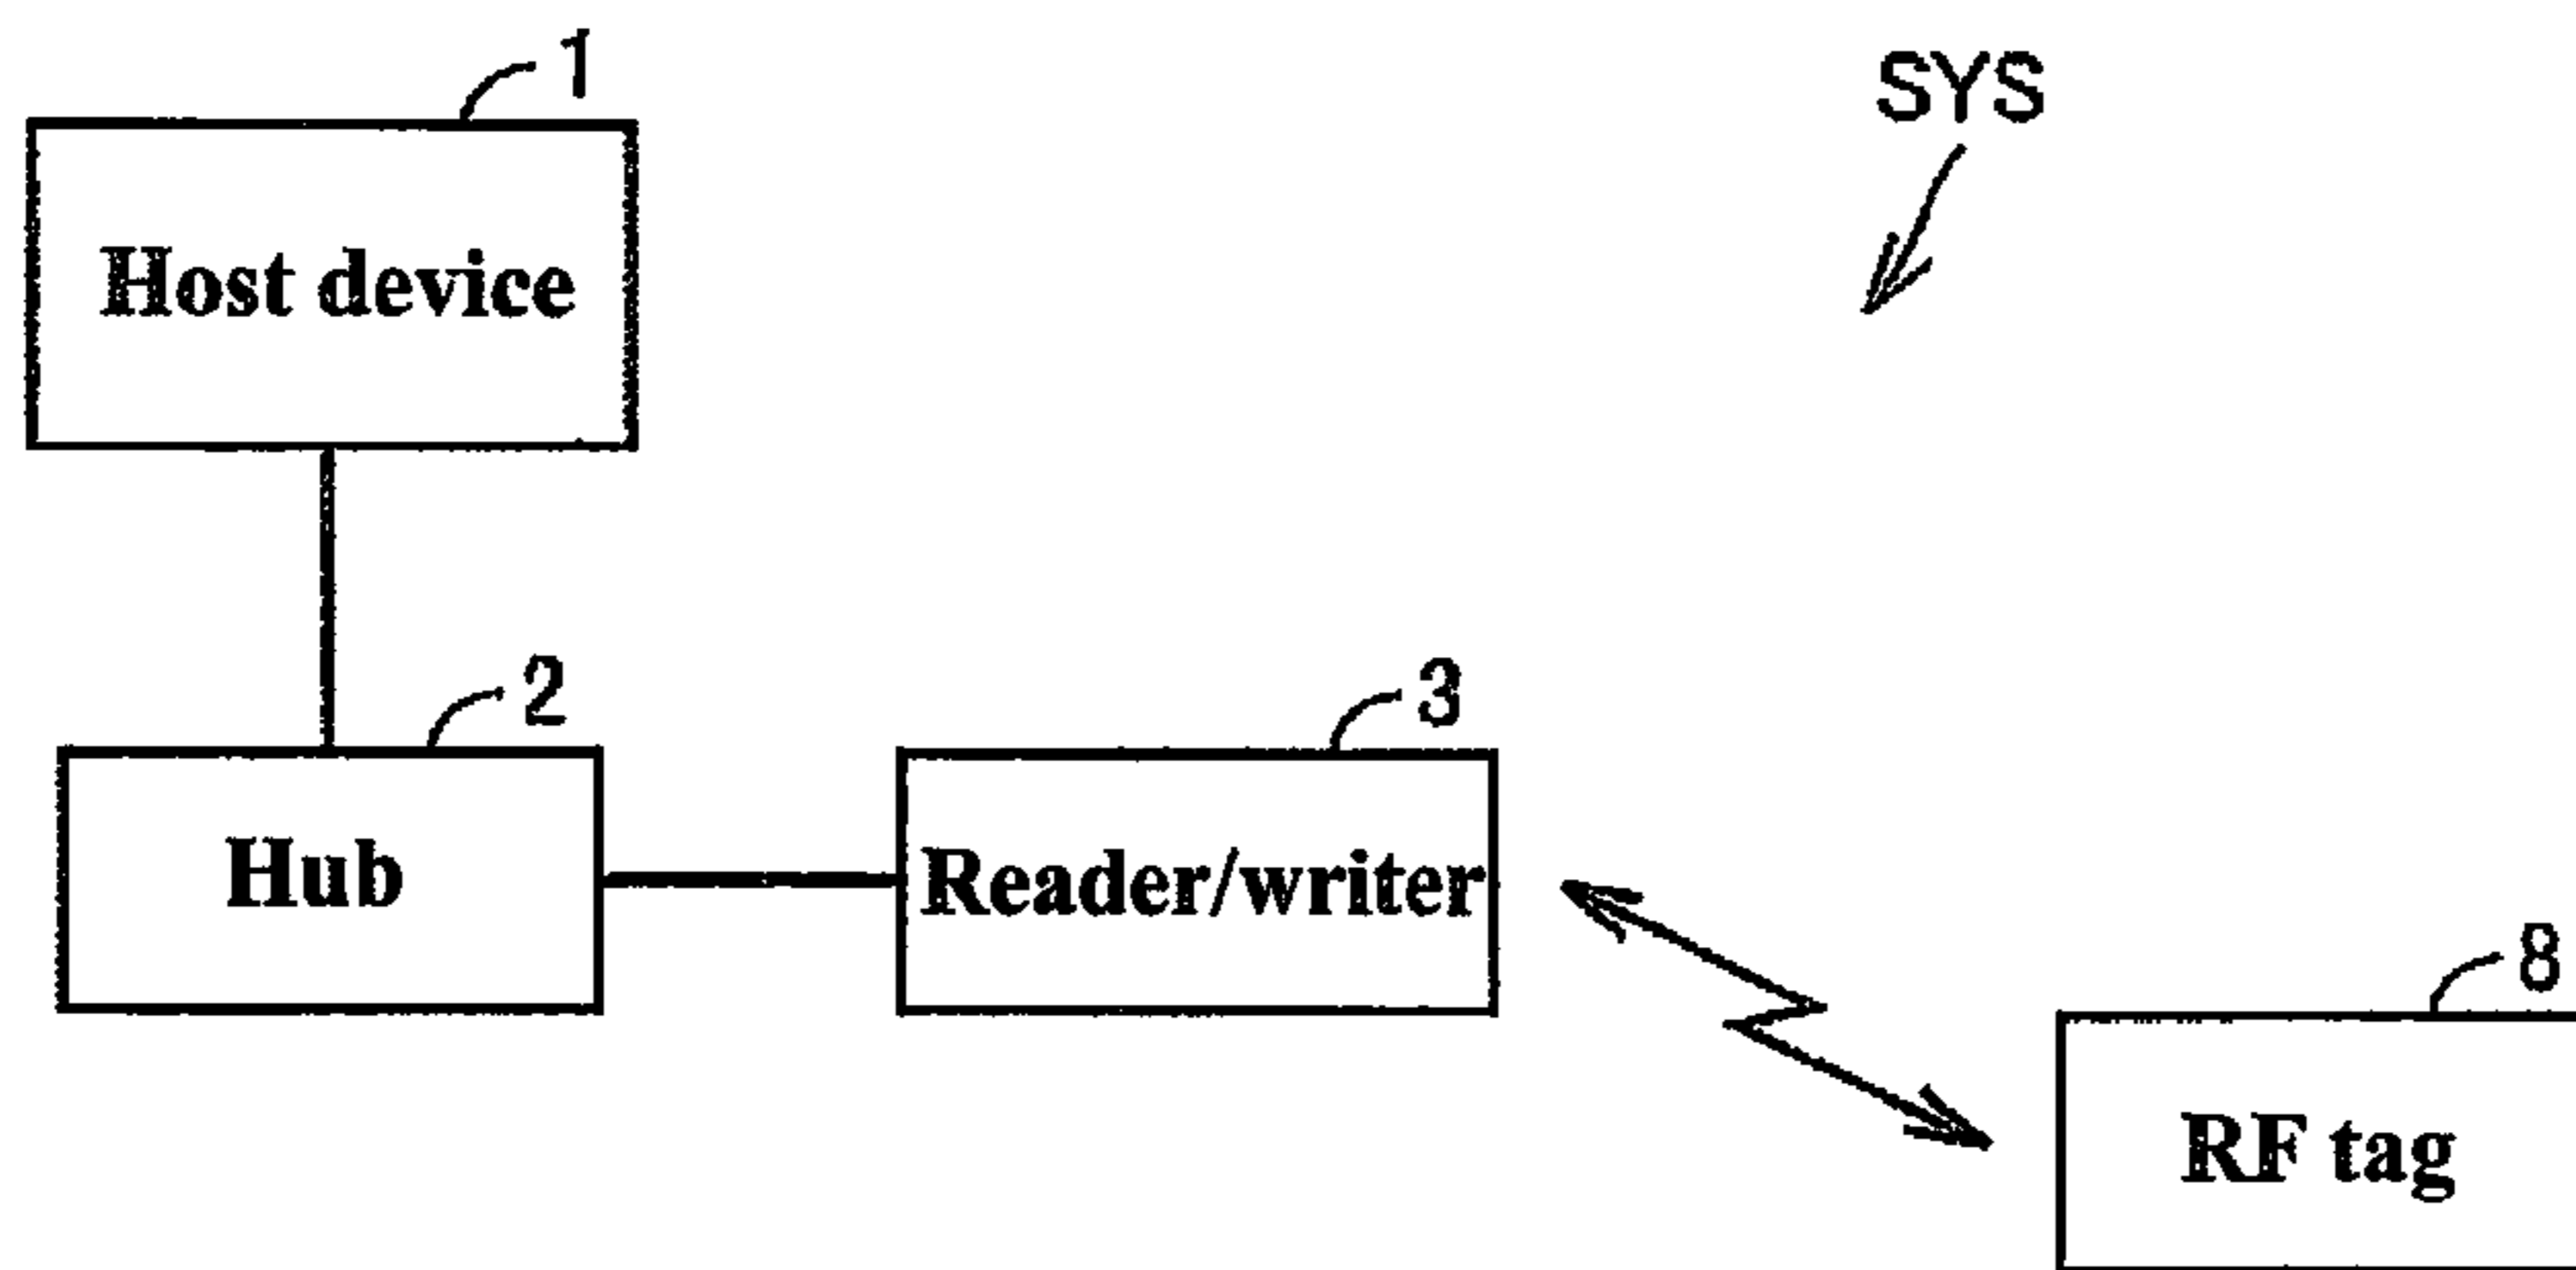 1
SYS
Host device
2
3
Hub
Reader/writer
8
RF tag